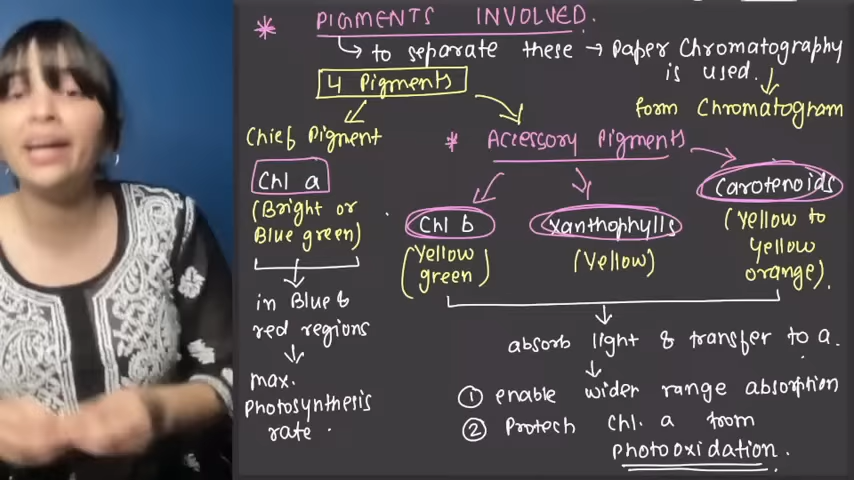 * PIGMENTS INVOLVED.
↳ to separate these → Paper Chromatography
is used.
↓
form Chromatogram
4 Pigments
Chief Pigment
Chl a
(Bright or
Blue green)
↓
in Blue &
red regions
↓
max.
photosynthesis
rate.
* Accessory Pigments
Chl b
(Yellow
green)
Xanthophylls
(Yellow)
Carotenoids
(Yellow to
yellow
orange).
↓
absorb light & transfer to a.
↓
① enable wider range absorption
② Protech Chl. a from
photooxidation.